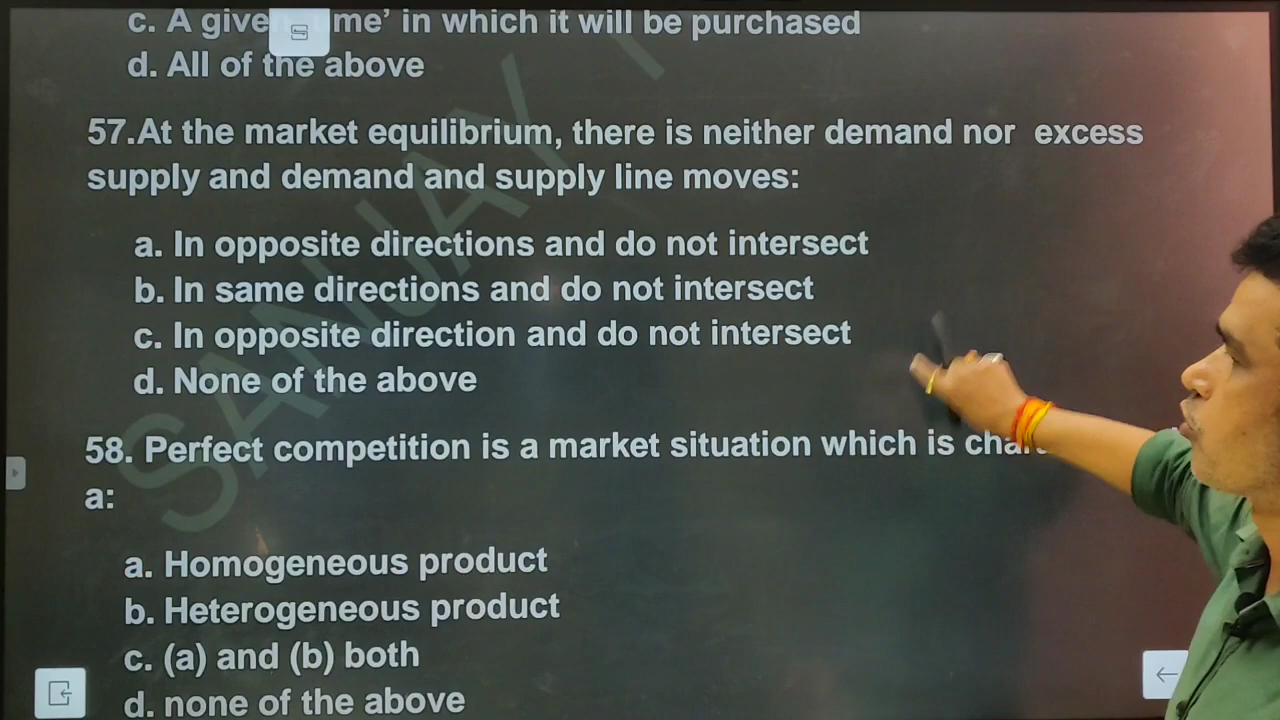 c. A give me’ in which it will be purchased
d. All of the above
57.At the market equilibrium, there is neither demand nor excess
supply and demand and supply line moves:
a. In opposite directions and do not intersect
b. In same directions and do not intersect
c. In opposite direction and do not intersect
d. None of the above
58. Perfect competition is a market situation which is
a:
a. Homogeneous product
b. Heterogeneous product
c. (a) and (b) both
d. none of the above
SANJAY